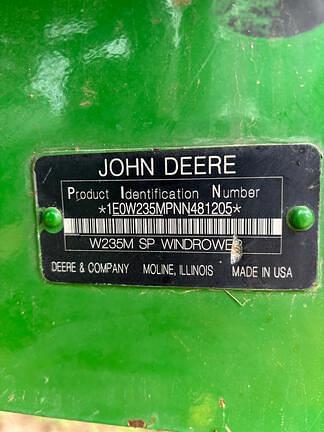 JOHN DEERE
Product Identification Number
*1E0W235MPNN481205*
W235M SP WINDROWER
DEERE & COMPANY MOLINE, ILLINOIS MADE IN USA